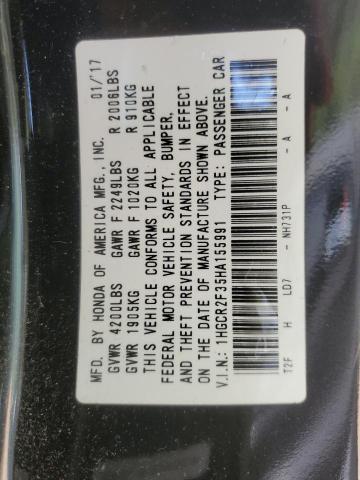 MFD. BY HONDA OF AMERICA MFG., INC. 01/'17
GVWR 4200LBS GAWR F 2249LBS R 2006LBS
GVWR 1905KG GAWR F 1020KG R 910KG
THIS VEHICLE CONFORMS TO ALL APPLICABLE
FEDERAL MOTOR VEHICLE SAFETY, BUMPER,
AND THEFT PREVENTION STANDARDS IN EFFECT
ON THE DATE OF MANUFACTURE SHOWN ABOVE.
V.I.N.: 1HGCR2F35HA155991 TYPE: PASSENGER CAR
T2F H LD7 - NH731P - A - A